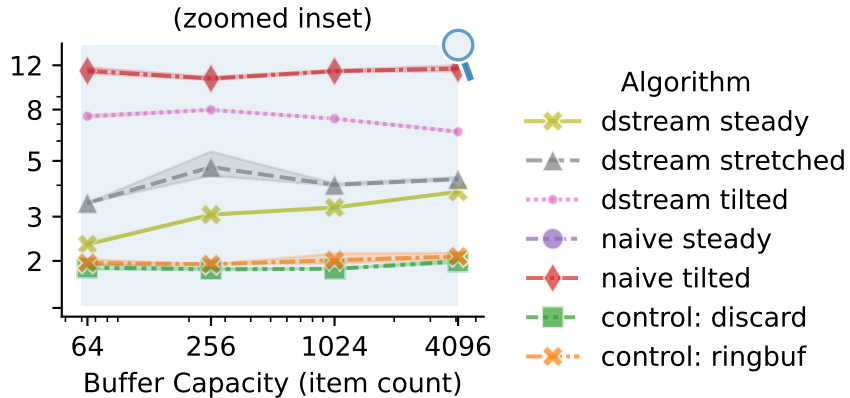 (zoomed inset)
12
8
5
3
2
64 256 1024 4096
Buffer Capacity (item count)
Algorithm
dstream steady
dstream stretched
dstream tilted
naive steady
naive tilted
control: discard
control: ringbuf